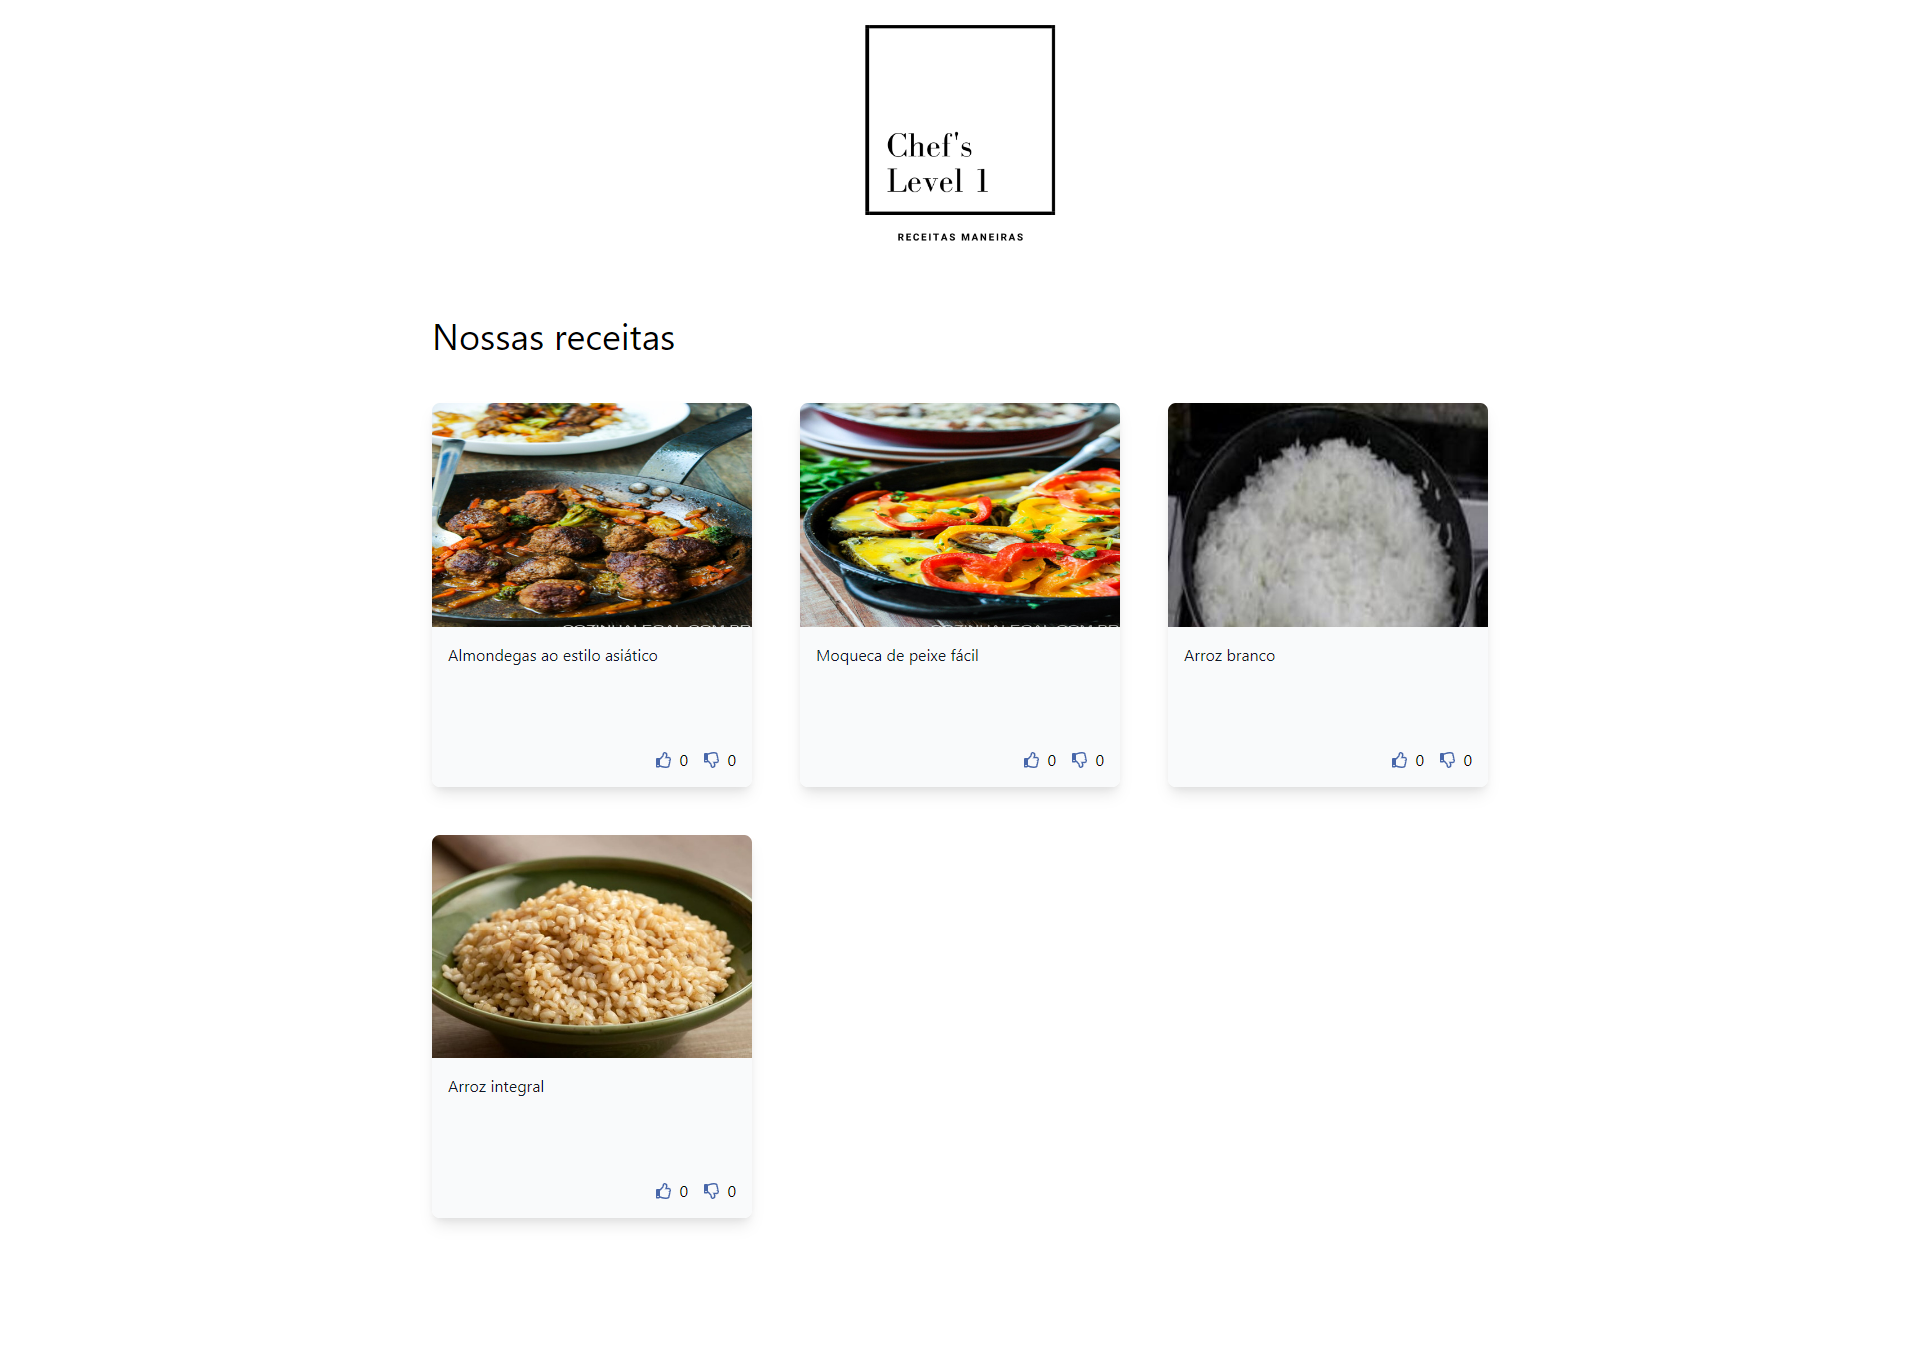 Chef's
Level 1
RECEITAS MANEIRAS
Nossas receitas
Almondegas ao estilo asiático
0 0
Moqueca de peixe fácil
0 0
Arroz branco
0 0
Arroz integral
0 0